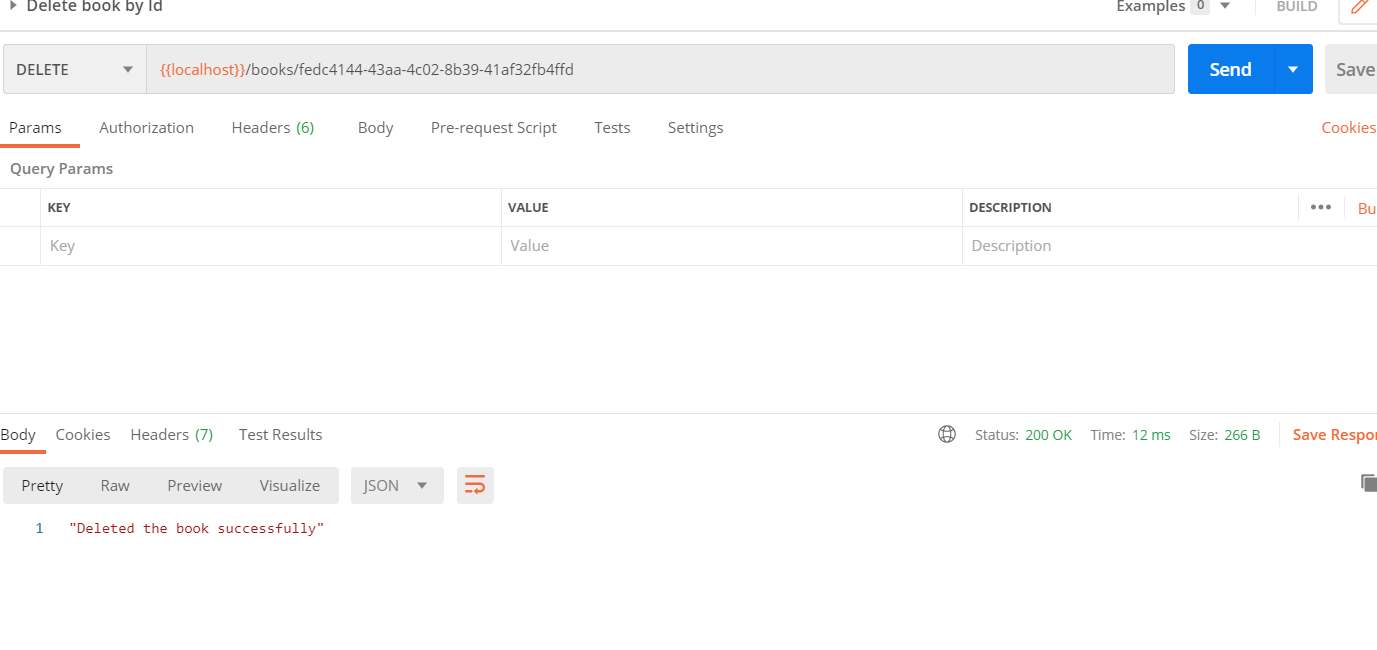 Delete book by Id Examples 0 BUILD
DELETE {{localhost}}/books/fedc4144-43aa-4c02-8b39-41af32fb4ffd Send Save
Params Authorization Headers (6) Body Pre-request Script Tests Settings Cookies
Query Params
KEY VALUE DESCRIPTION ••• Bu
Key Value Description
Body Cookies Headers (7) Test Results Status: 200 OK Time: 12 ms Size: 266 B Save Respo
Pretty Raw Preview Visualize JSON
1 "Deleted the book successfully"